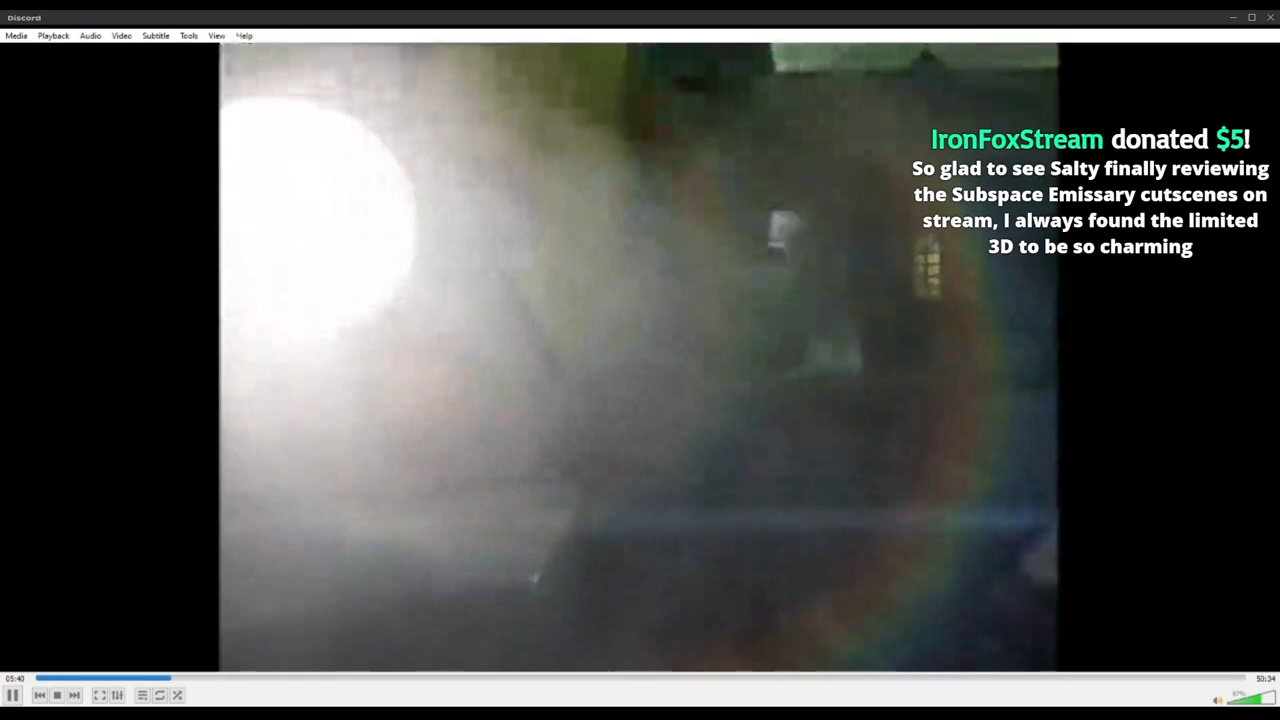 Discord
Media Playback Audio Video Subtitle Tools View Help
IronFoxStream donated $5!
So glad to see Salty finally reviewing
the Subspace Emissary cutscenes on
stream, I always found the limited
3D to be so charming
05:40
50:34
87%